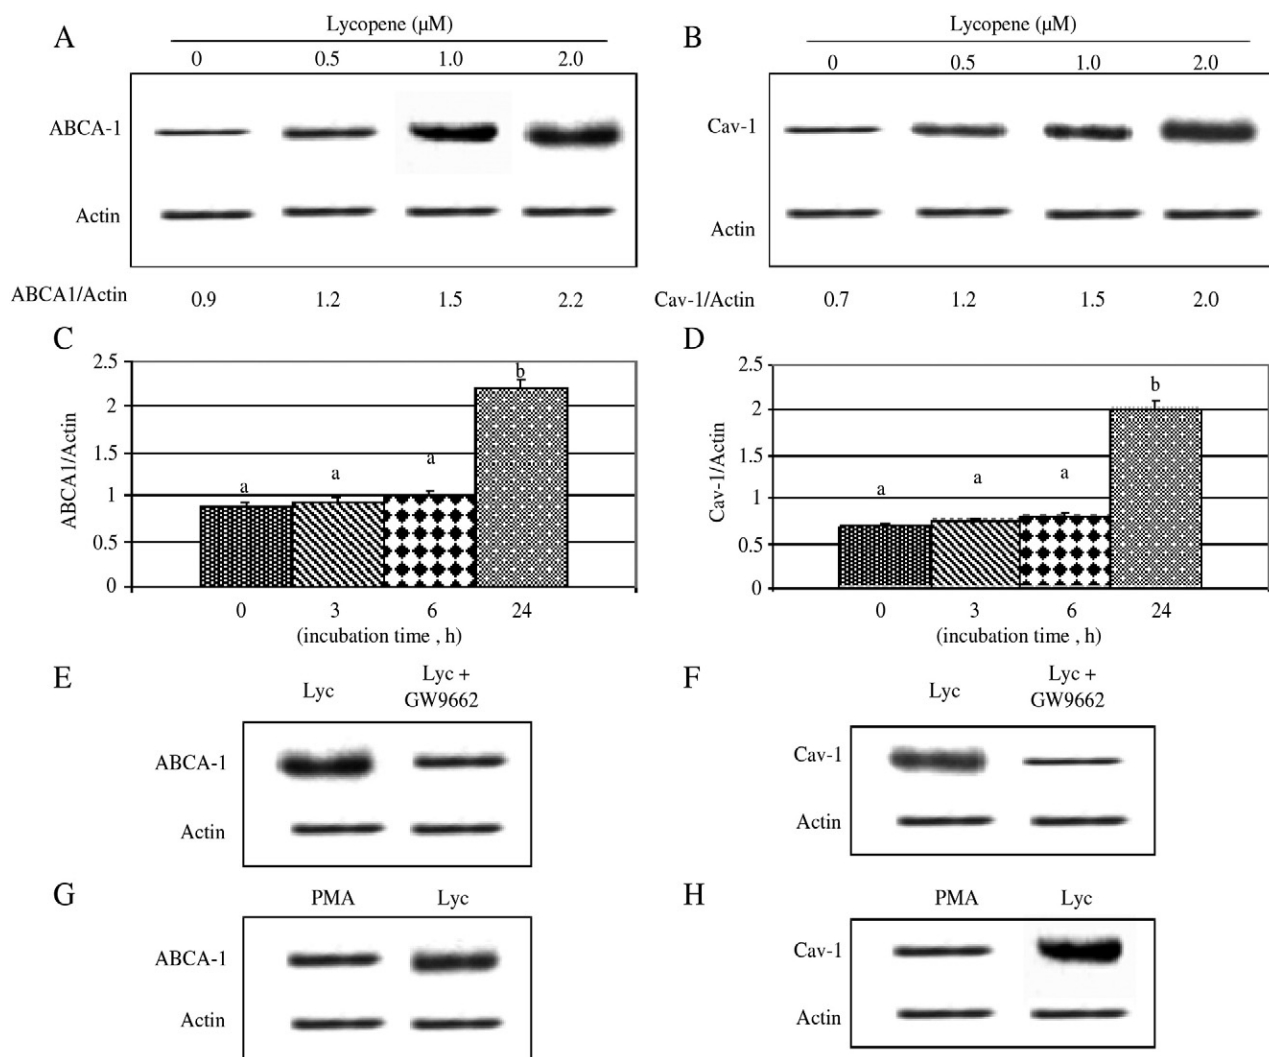 A
Lycopene (µM)
0 0.5 1.0 2.0
ABCA-1
Actin
ABCA1/Actin 0.9 1.2 1.5 2.2
B
Lycopene (µM)
0 0.5 1.0 2.0
Cav-1
Actin
Cav-1/Actin 0.7 1.2 1.5 2.0
C
ABCA1/Actin
2.5
2
1.5
1
0.5
0
a a a b
0 3 6 24
(incubation time , h)
D
Cav-1/Actin
2.5
2
1.5
1
0.5
0
a a a b
0 3 6 24
(incubation time , h)
E
Lyc
Lyc +
GW9662
ABCA-1
Actin
F
Lyc
Lyc +
GW9662
Cav-1
Actin
G
PMA Lyc
ABCA-1
Actin
H
PMA Lyc
Cav-1
Actin